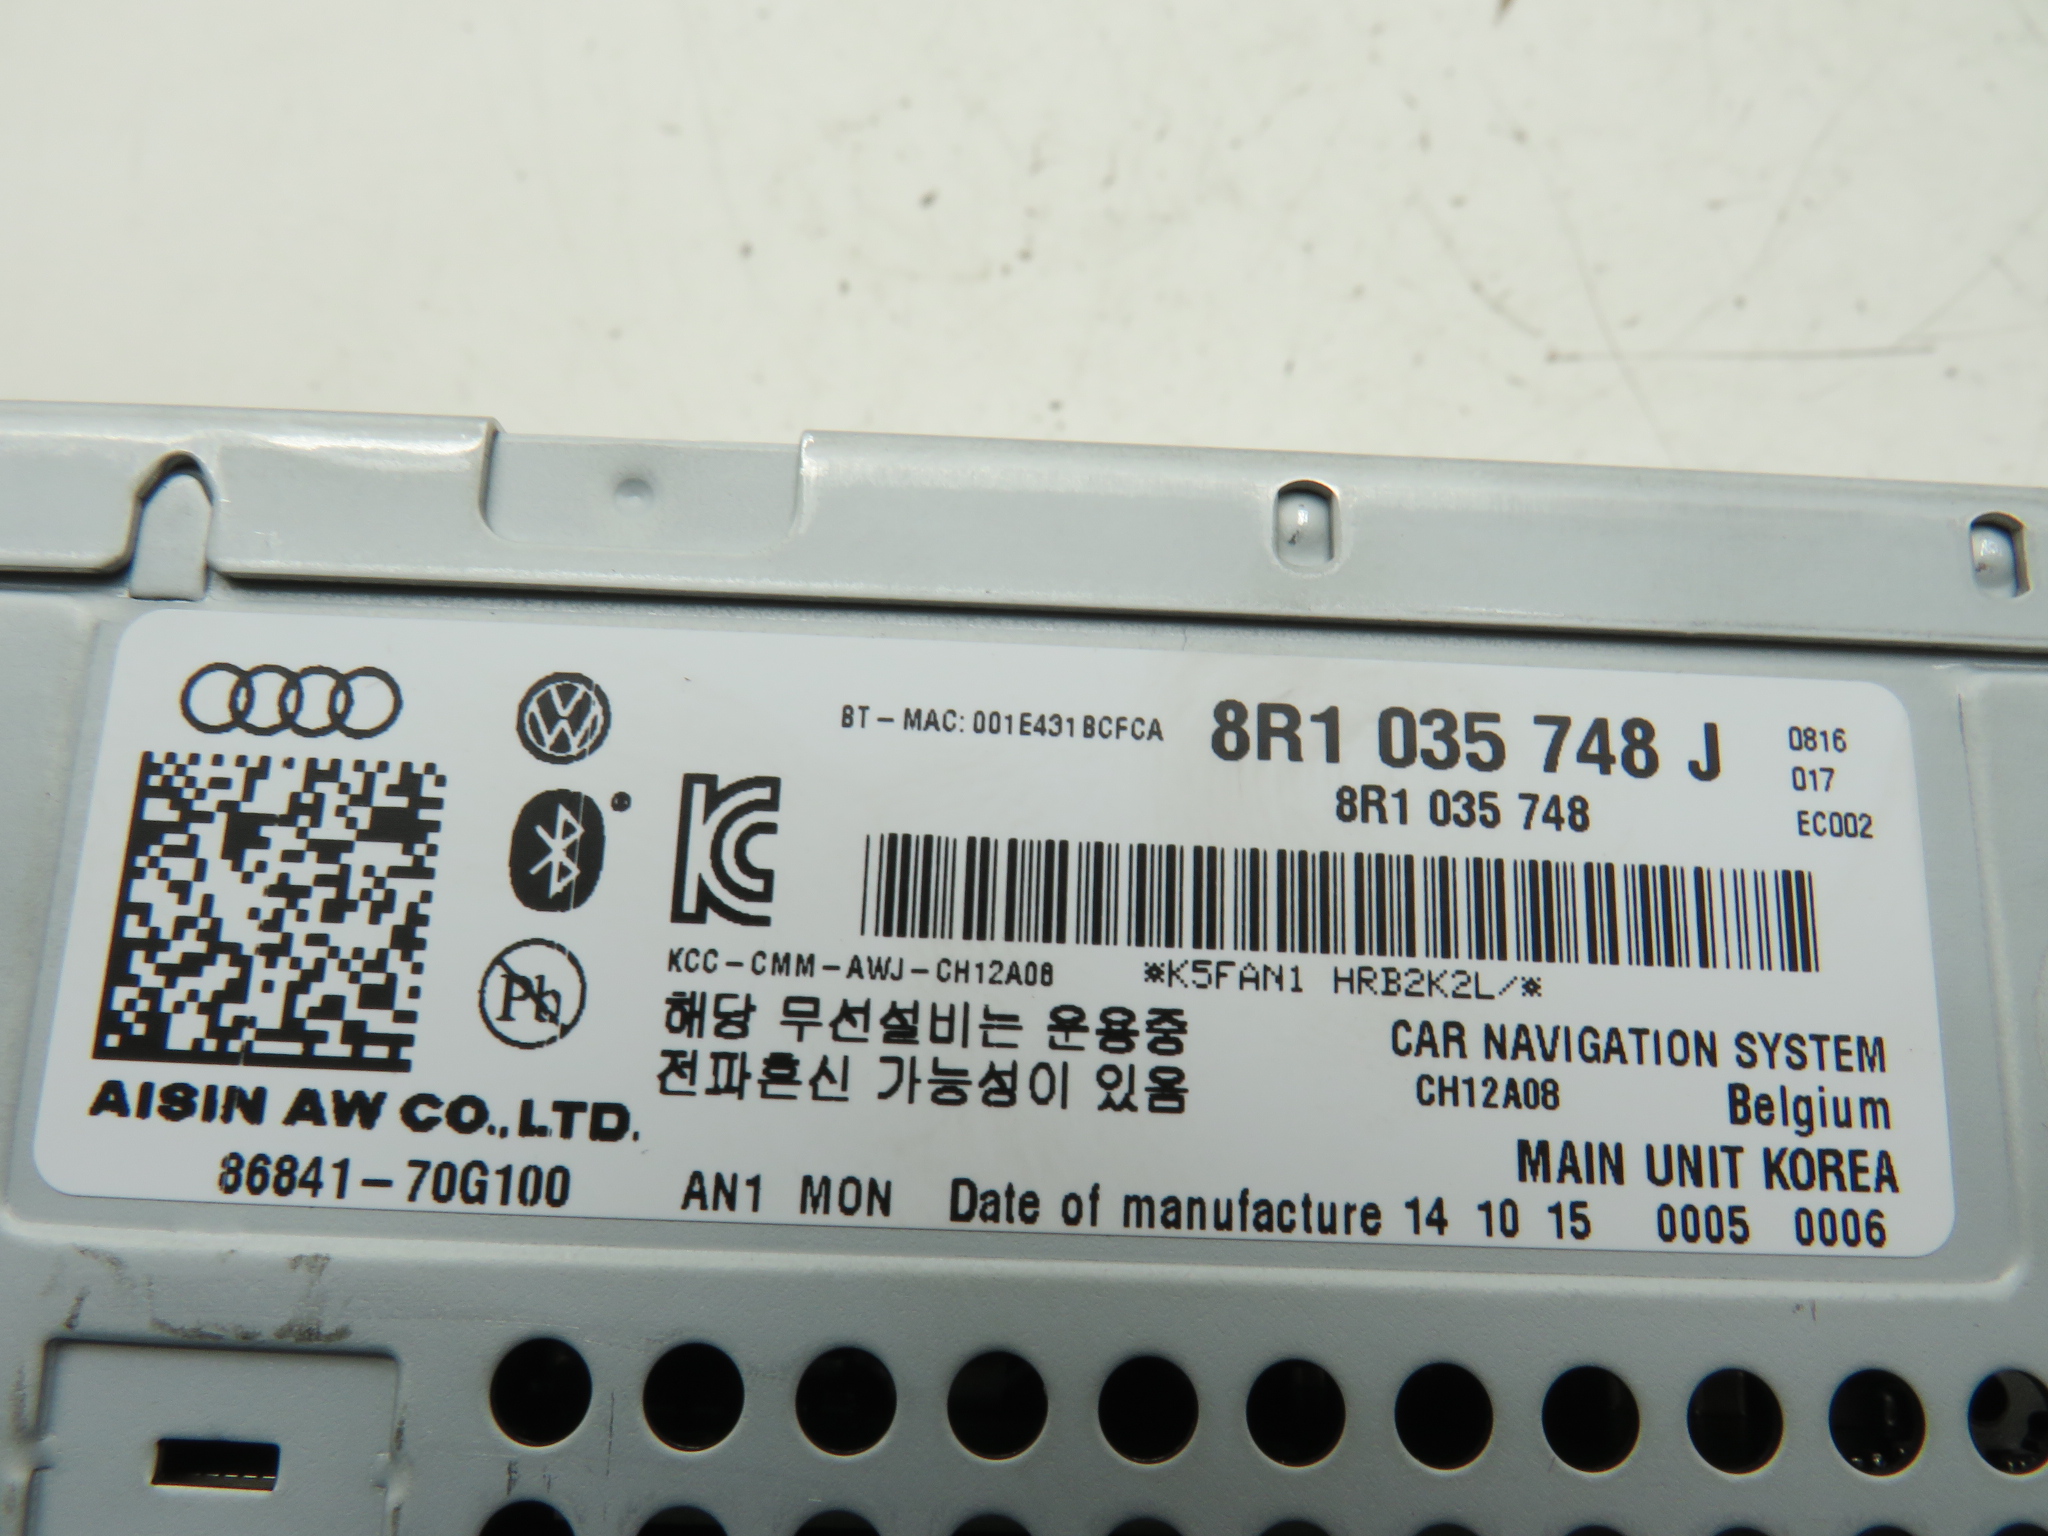 BT-MAC: 001E431BCFCA
8R1 035 748 J
8R1 035 748
0816
017
EC002
KCC-CMM-AWJ-CH12A08
*K5FAN1 HRB2K2L/*
해당 무선설비는 운용중
전파혼신 가능성이 있음
Pb
AISIN AW CO., LTD.
86841-70G100
CAR NAVIGATION SYSTEM
CH12A08 Belgium
MAIN UNIT KOREA
AN1 MON Date of manufacture 14 10 15 0005 0006